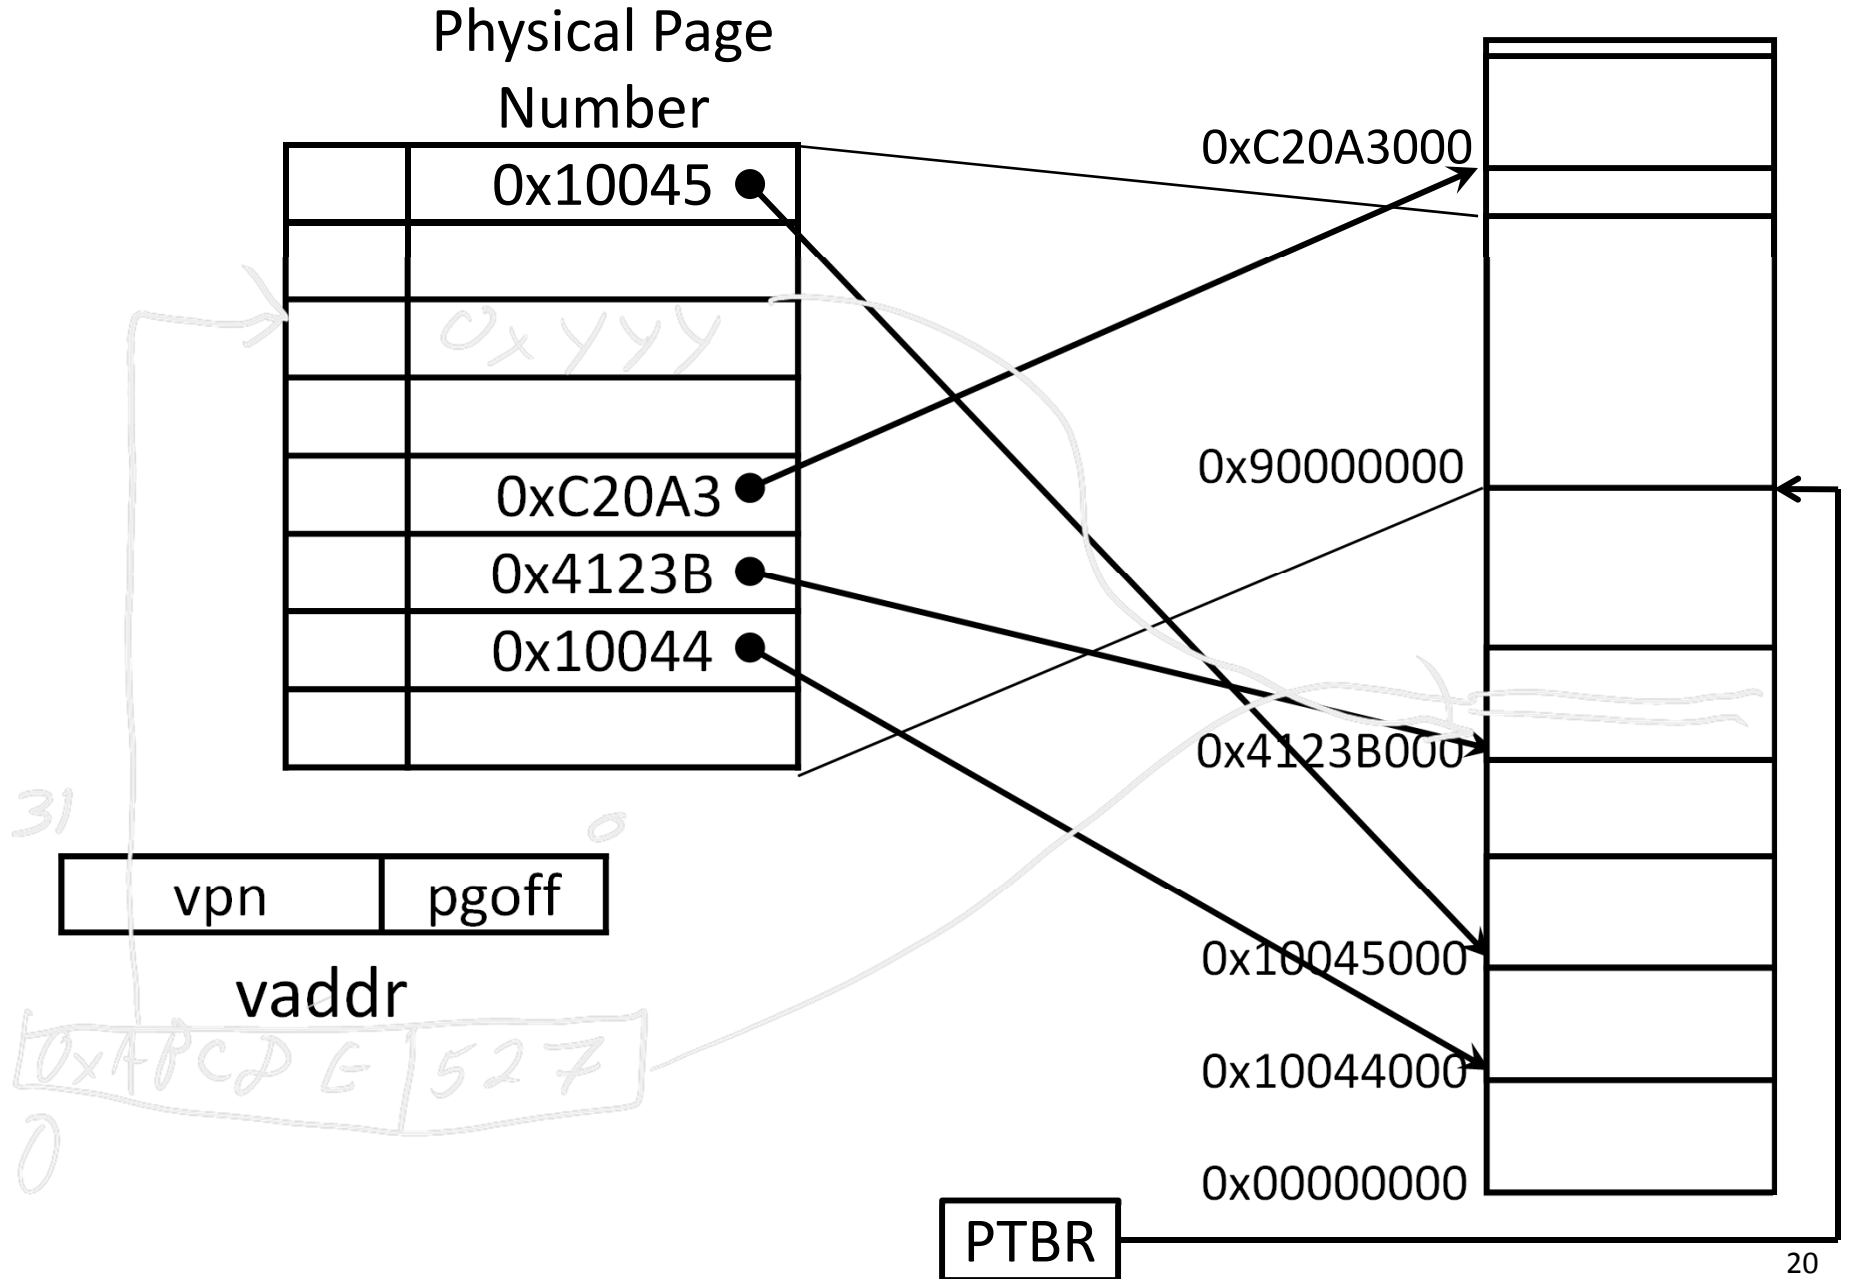 Physical Page
Number
0x10045
0xYYY
0xC20A3
0x4123B
0x10044
0xC20A3000
0x90000000
0x4123B000
0x10045000
0x10044000
0x00000000
31
0
vpn
pgoff
vaddr
0xABCDE 527
0
PTBR
20